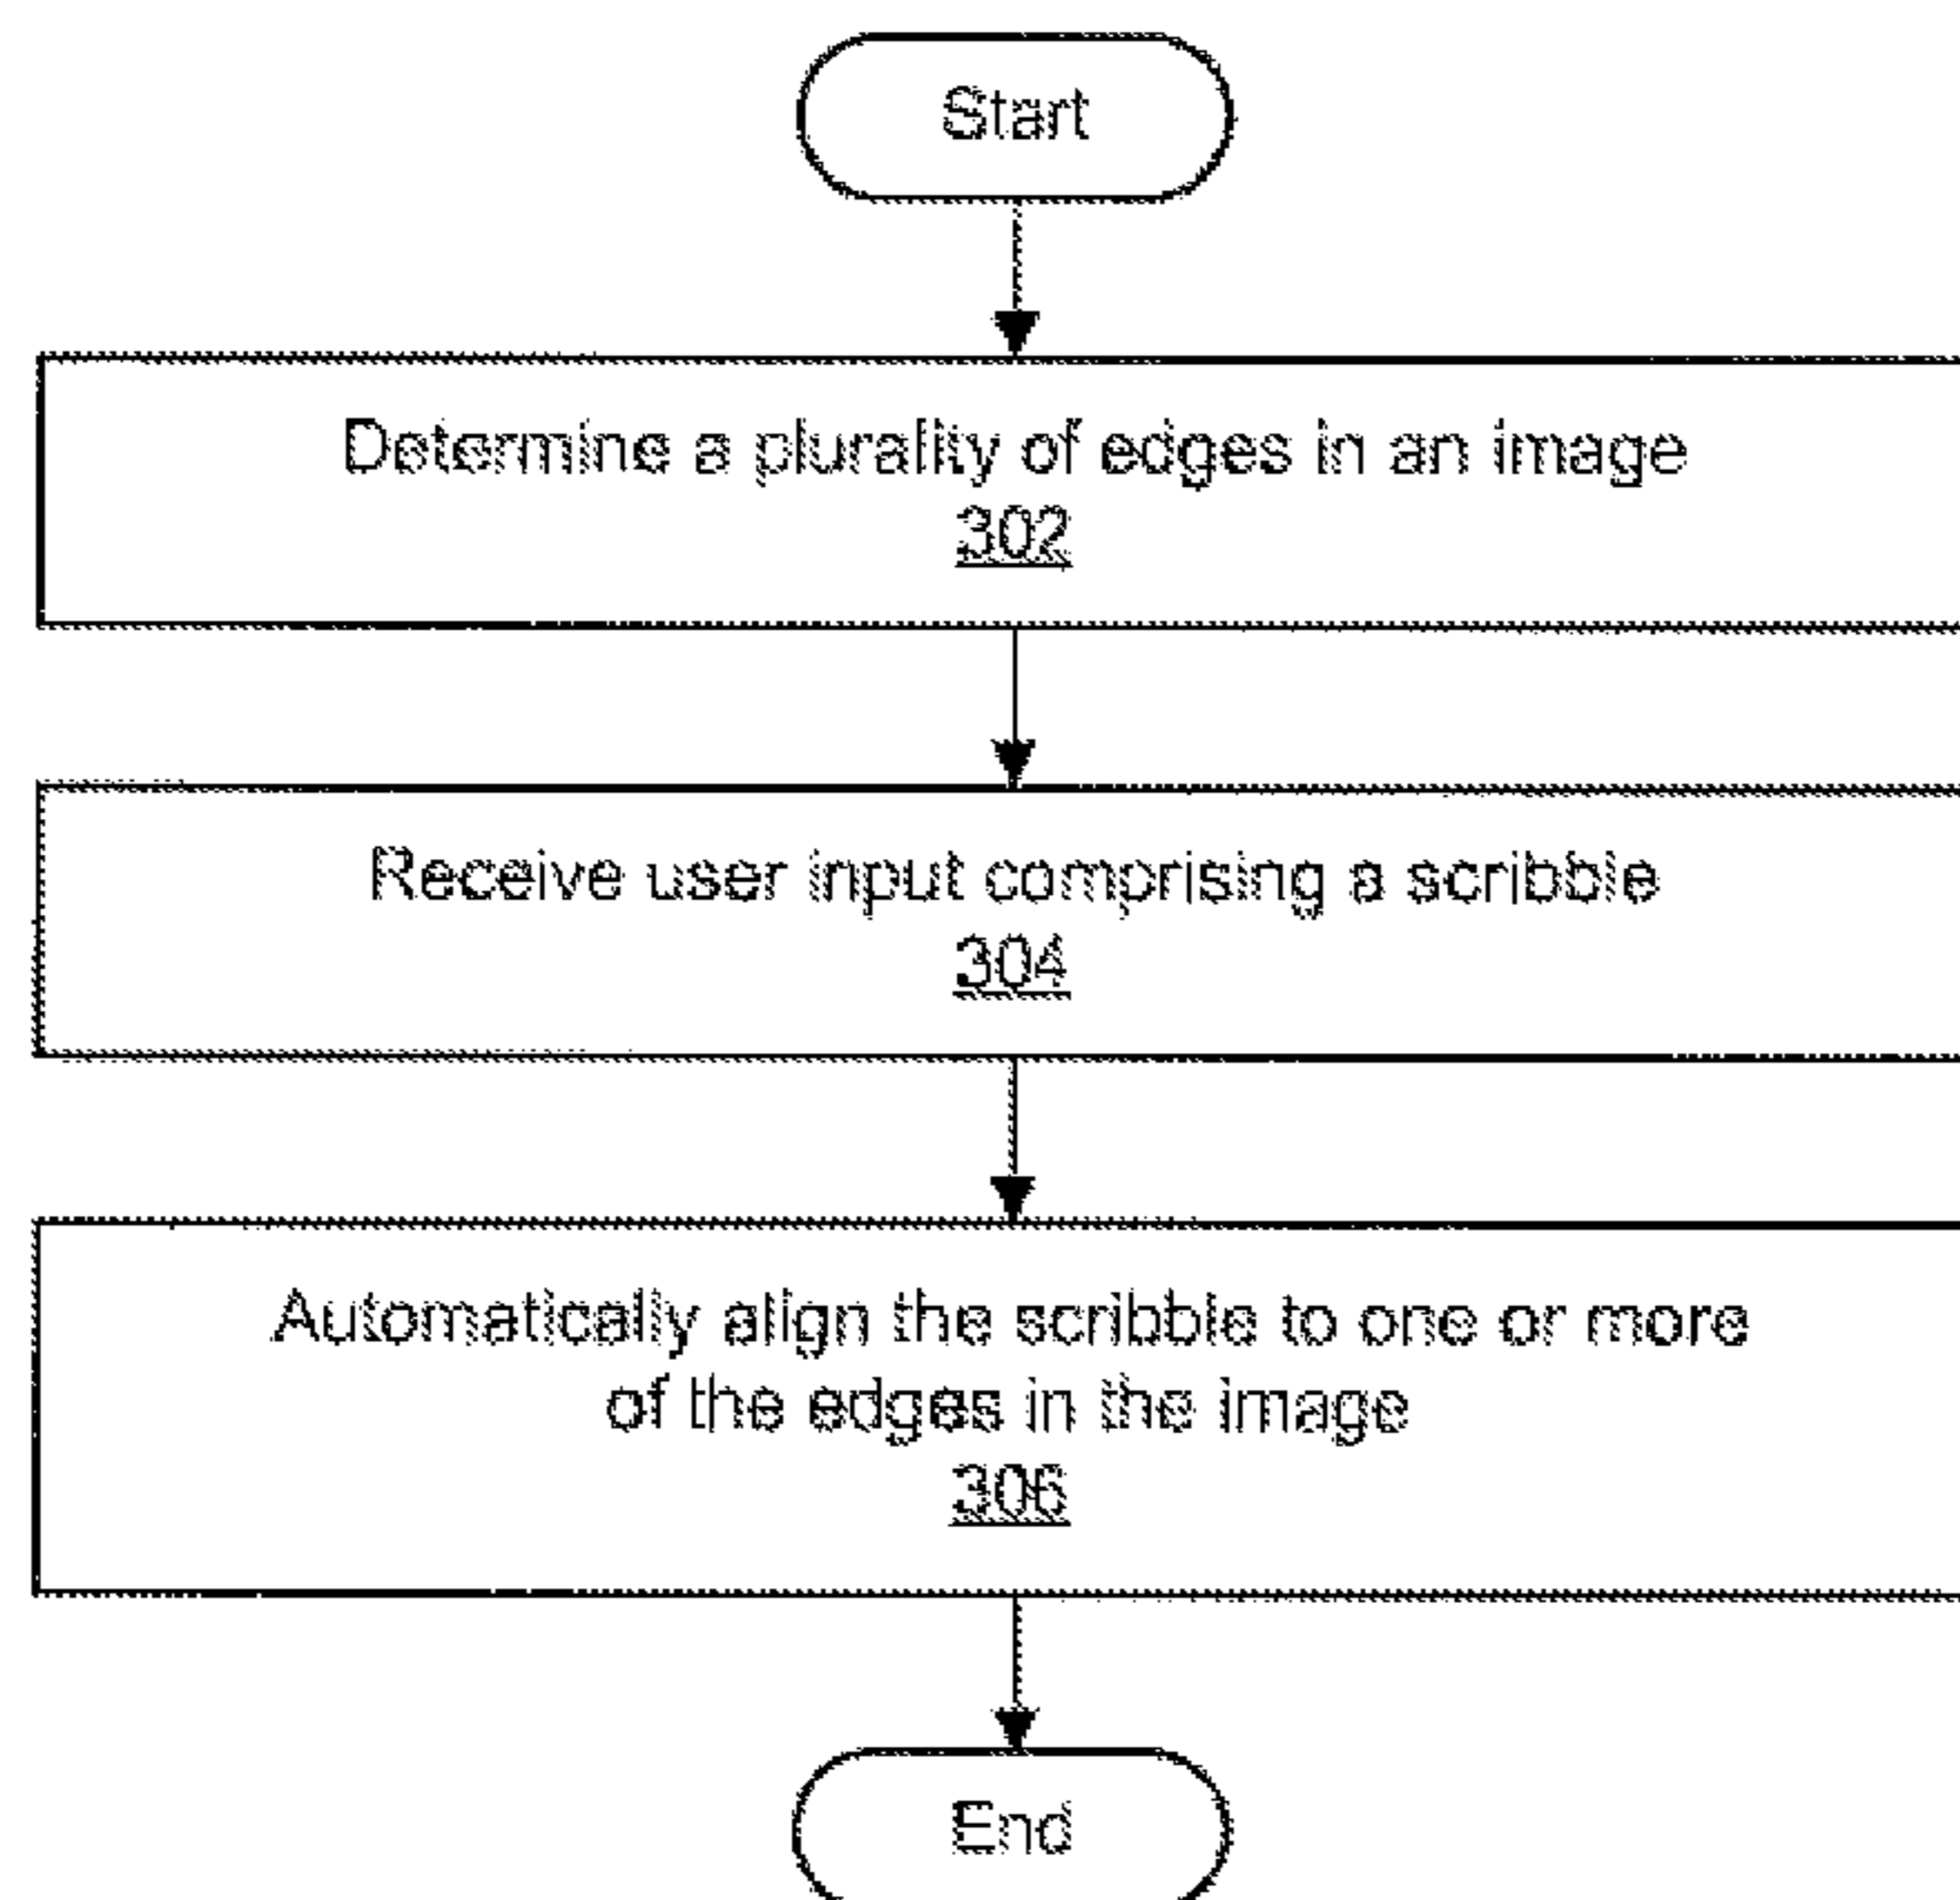 Start
Determine a plurality of edges in an image
302
Receive user input comprising a scribble
304
Automatically align the scribble to one or more
of the edges in the image
306
End